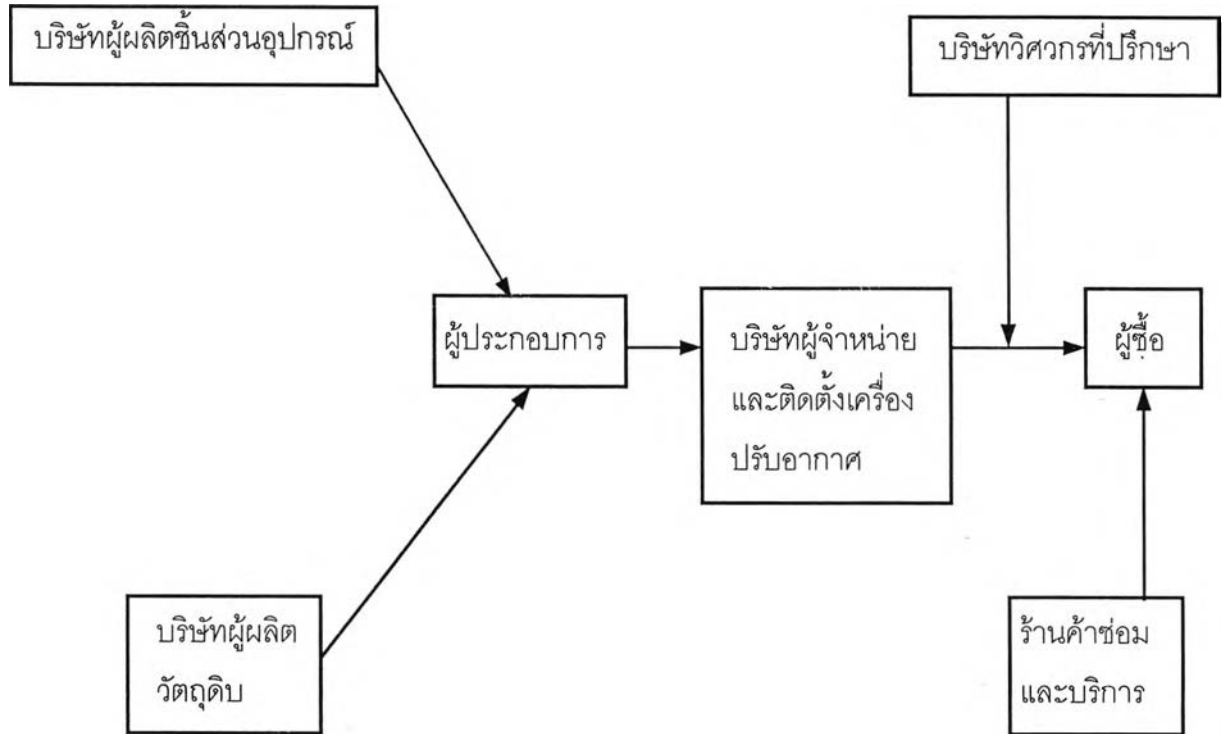 บริษัทผู้ผลิตชิ้นส่วนอุปกรณ์
บริษัทวิศวกรที่ปรึกษา
ผู้ประกอบการ
บริษัทผู้จำหน่าย
และติดตั้งเครื่อง
ปรับอากาศ
ผู้ซื้อ
บริษัทผู้ผลิต
วัตถุดิบ
ร้านค้าซ่อม
และบริการ